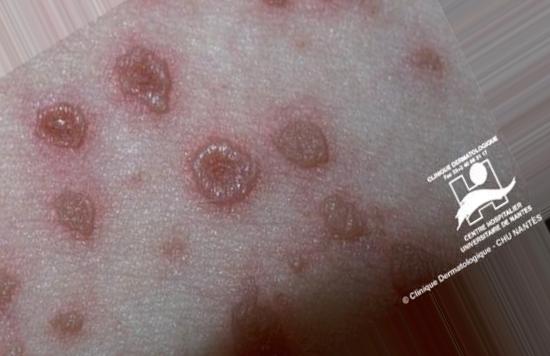 CLINIQUE DERMATOLOGIQUE
CENTRE HOSPITALIER
UNIVERSITAIRE DE NANTES
© Clinique Dermatologique - CHU NANTES